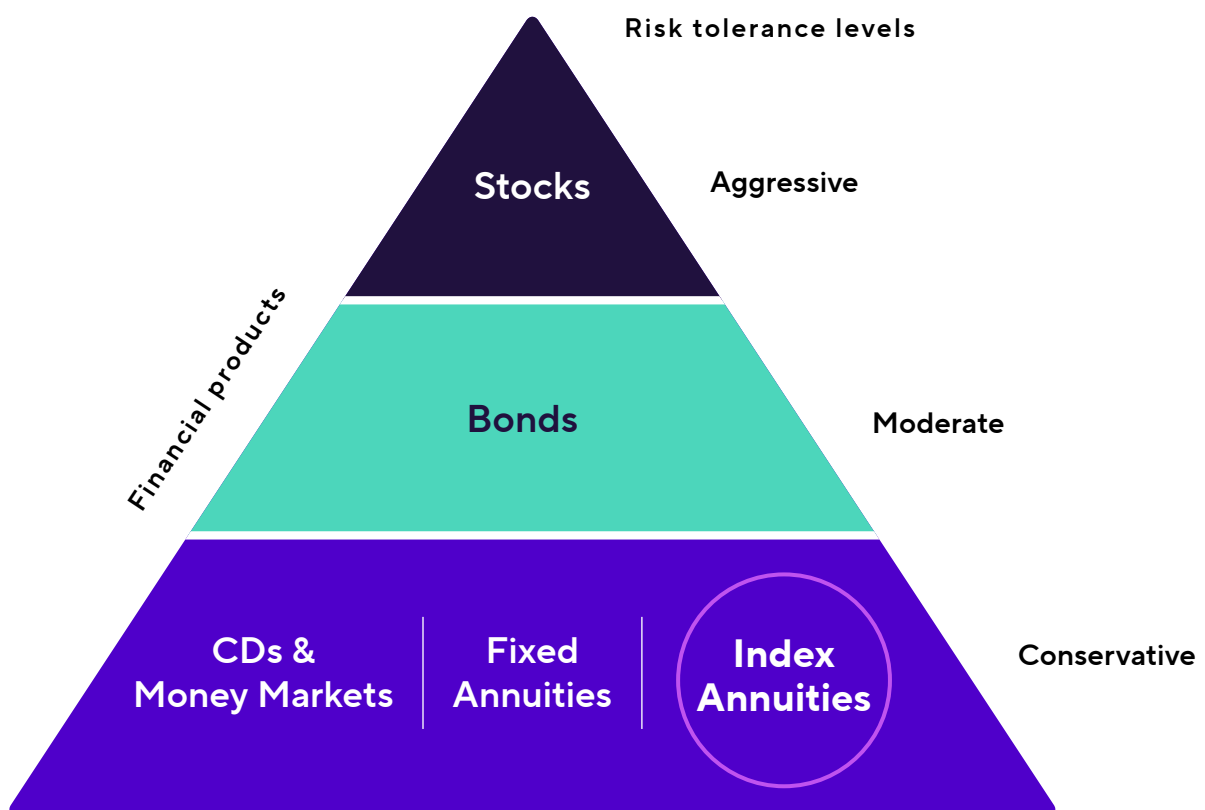 Risk tolerance levels
Stocks
Aggressive
Financial products
Bonds
Moderate
CDs &
Money Markets
Fixed
Annuities
Index
Annuities
Conservative